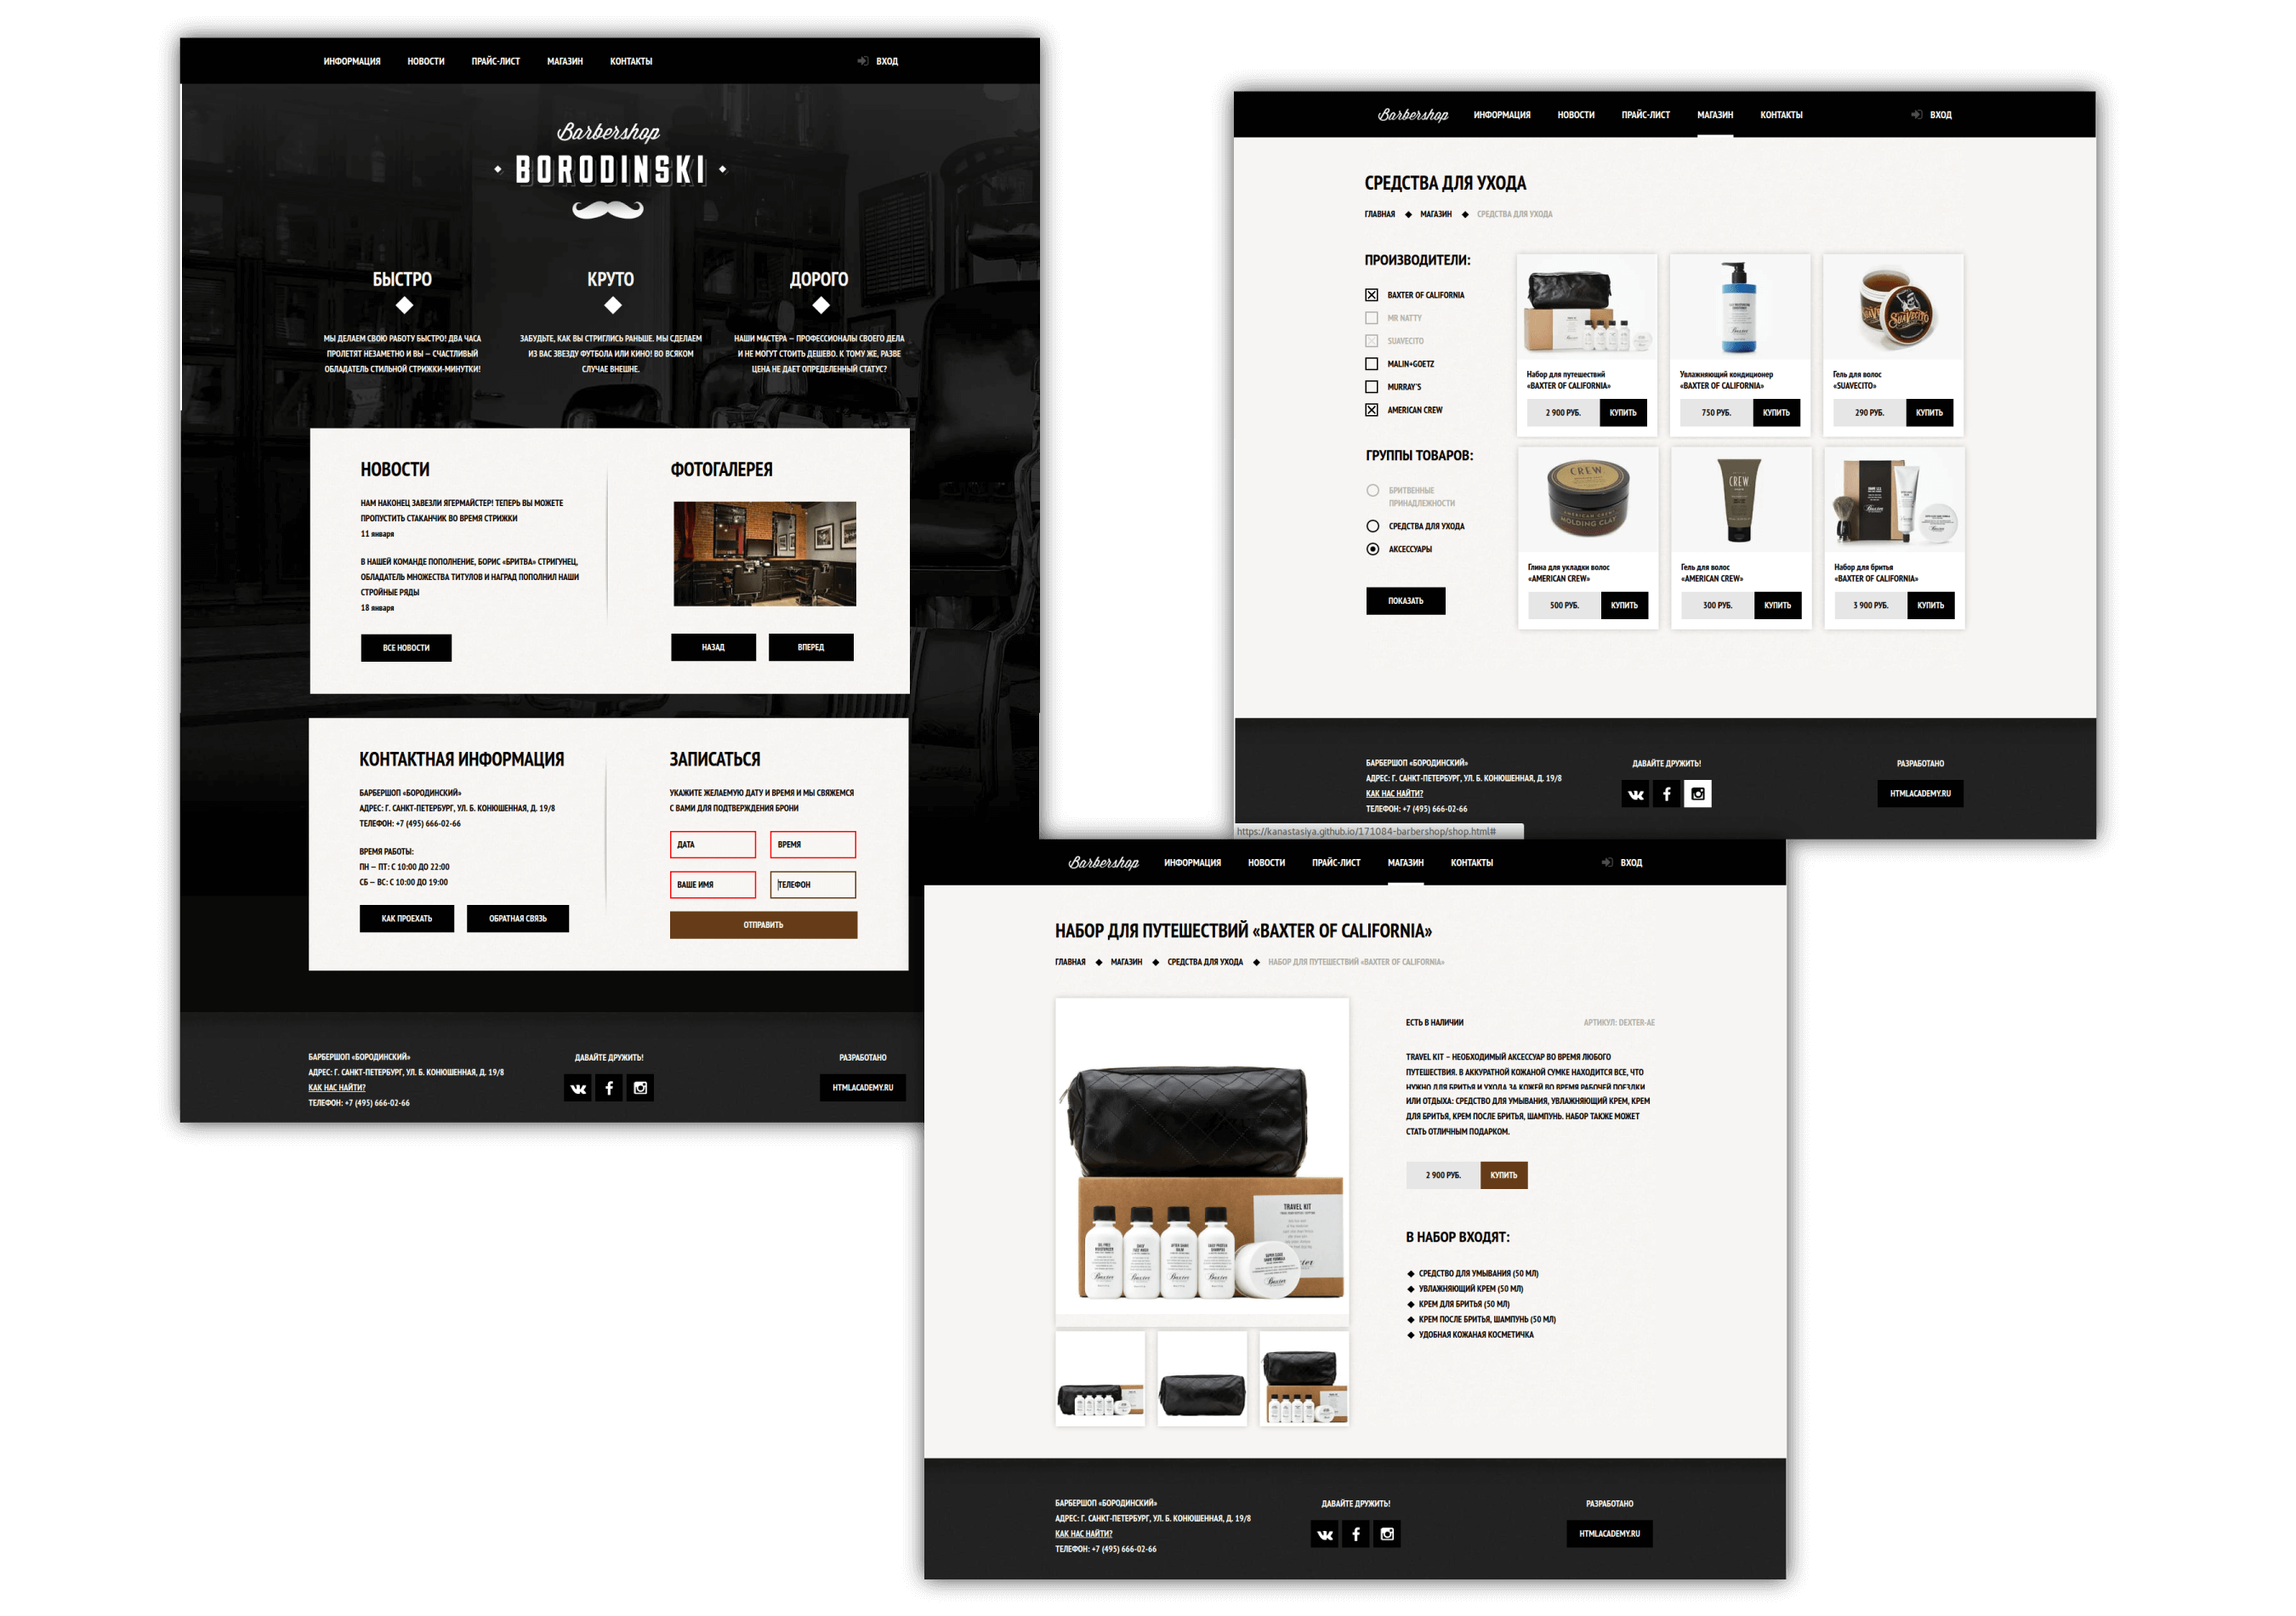 ИНФОРМАЦИЯ НОВОСТИ ПРАЙС-ЛИСТ МАГАЗИН КОНТАКТЫ ВХОД
Barbershop
BORODINSKI
БЫСТРО
МЫ ДЕЛАЕМ СВОЮ РАБОТУ БЫСТРО! ДВА ЧАСА
ПРОЛЕТЯТ НЕЗАМЕТНО И ВЫ — СЧАСТЛИВЫЙ
ОБЛАДАТЕЛЬ СТИЛЬНОЙ СТРИЖКИ-МИНУТКИ!
КРУТО
ЗАБУДЬТЕ, КАК ВЫ СТРИГЛИСЬ РАНЬШЕ. МЫ СДЕЛАЕМ
ИЗ ВАС ЗВЕЗДУ ФУТБОЛА ИЛИ КИНО! ВО ВСЯКОМ
СЛУЧАЕ ВНЕШНЕ.
ДОРОГО
НАШИ МАСТЕРА — ПРОФЕССИОНАЛЫ СВОЕГО ДЕЛА
И НЕ МОГУТ СТОИТЬ ДЕШЕВО. К ТОМУ ЖЕ, РАЗВЕ
ЦЕНА НЕ ДАЕТ ОПРЕДЕЛЕННЫЙ СТАТУС?
НОВОСТИ
НАМ НАКОНЕЦ ЗАВЕЗЛИ ЯГЕРМАЙСТЕР! ТЕПЕРЬ ВЫ МОЖЕТЕ
ПРОПУСТИТЬ СТАКАНЧИК ВО ВРЕМЯ СТРИЖКИ
11 января
В НАШЕЙ КОМАНДЕ ПОПОЛНЕНИЕ, БОРИС «БРИТВА» СТРИГУНЕЦ,
ОБЛАДАТЕЛЬ МНОЖЕСТВА ТИТУЛОВ И НАГРАД ПОПОЛНИЛ НАШИ
СТРОЙНЫЕ РЯДЫ
18 января
ВСЕ НОВОСТИ
ФОТОГАЛЕРЕЯ
НАЗАД ВПЕРЕД
КОНТАКТНАЯ ИНФОРМАЦИЯ
БАРБЕРШОП «БОРОДИНСКИЙ»
АДРЕС: Г. САНКТ-ПЕТЕРБУРГ, УЛ. Б. КОНЮШЕННАЯ, Д. 19/8
ТЕЛЕФОН: +7 (495) 666-02-66
ВРЕМЯ РАБОТЫ:
ПН — ПТ: С 10:00 ДО 22:00
СБ — ВС: С 10:00 ДО 19:00
КАК ПРОЕХАТЬ ОБРАТНАЯ СВЯЗЬ
ЗАПИСАТЬСЯ
УКАЖИТЕ ЖЕЛАЕМУЮ ДАТУ И ВРЕМЯ И МЫ СВЯЖЕМСЯ
С ВАМИ ДЛЯ ПОДТВЕРЖДЕНИЯ БРОНИ
ДАТА ВРЕМЯ
ВАШЕ ИМЯ ТЕЛЕФОН
ОТПРАВИТЬ
БАРБЕРШОП «БОРОДИНСКИЙ»
АДРЕС: Г. САНКТ-ПЕТЕРБУРГ, УЛ. Б. КОНЮШЕННАЯ, Д. 19/8
КАК НАС НАЙТИ?
ТЕЛЕФОН: +7 (495) 666-02-66
ДАВАЙТЕ ДРУЖИТЬ!
РАЗРАБОТАНО
HTMLACADEMY.RU
Barbershop ИНФОРМАЦИЯ НОВОСТИ ПРАЙС-ЛИСТ МАГАЗИН КОНТАКТЫ ВХОД
СРЕДСТВА ДЛЯ УХОДА
ГЛАВНАЯ МАГАЗИН СРЕДСТВА ДЛЯ УХОДА
ПРОИЗВОДИТЕЛИ:
BAXTER OF CALIFORNIA
MR NATTY
SUAVECITO
MALIN+GOETZ
MURRAY'S
AMERICAN CREW
ГРУППЫ ТОВАРОВ:
БРИТВЕННЫЕ
ПРИНАДЛЕЖНОСТИ
СРЕДСТВА ДЛЯ УХОДА
АКСЕССУАРЫ
ПОКАЗАТЬ
Набор для путешествий
«BAXTER OF CALIFORNIA»
2 900 РУБ. КУПИТЬ
Увлажняющий кондиционер
«BAXTER OF CALIFORNIA»
750 РУБ. КУПИТЬ
SUAVECITO
Гель для волос
«SUAVECITO»
290 РУБ. КУПИТЬ
CREW
AMERICAN CREW
MOLDING CLAY
Глина для укладки волос
«AMERICAN CREW»
500 РУБ. КУПИТЬ
CREW
Гель для волос
«AMERICAN CREW»
300 РУБ. КУПИТЬ
Baxter
Набор для бритья
«BAXTER OF CALIFORNIA»
3 900 РУБ. КУПИТЬ
БАРБЕРШОП «БОРОДИНСКИЙ»
АДРЕС: Г. САНКТ-ПЕТЕРБУРГ, УЛ. Б. КОНЮШЕННАЯ, Д. 19/8
КАК НАС НАЙТИ?
ТЕЛЕФОН: +7 (495) 666-02-66
ДАВАЙТЕ ДРУЖИТЬ!
РАЗРАБОТАНО
HTMLACADEMY.RU
https://kanastasiya.github.io/171084-barbershop/shop.html#
Barbershop ИНФОРМАЦИЯ НОВОСТИ ПРАЙС-ЛИСТ МАГАЗИН КОНТАКТЫ ВХОД
НАБОР ДЛЯ ПУТЕШЕСТВИЙ «BAXTER OF CALIFORNIA»
ГЛАВНАЯ МАГАЗИН СРЕДСТВА ДЛЯ УХОДА НАБОР ДЛЯ ПУТЕШЕСТВИЙ «BAXTER OF CALIFORNIA»
TRAVEL KIT
Baxter Baxter Baxter Baxter Baxter
ЕСТЬ В НАЛИЧИИ АРТИКУЛ: DEXTER-AE
TRAVEL KIT – НЕОБХОДИМЫЙ АКСЕССУАР ВО ВРЕМЯ ЛЮБОГО
ПУТЕШЕСТВИЯ. В АККУРАТНОЙ КОЖАНОЙ СУМКЕ НАХОДИТСЯ ВСЕ, ЧТО
НУЖНО ДЛЯ БРИТЬЯ И УХОДА ЗА КОЖЕЙ ВО ВРЕМЯ РАБОЧЕЙ ПОЕЗДКИ
ИЛИ ОТДЫХА: СРЕДСТВО ДЛЯ УМЫВАНИЯ, УВЛАЖНЯЮЩИЙ КРЕМ, КРЕМ
ДЛЯ БРИТЬЯ, КРЕМ ПОСЛЕ БРИТЬЯ, ШАМПУНЬ. НАБОР ТАКЖЕ МОЖЕТ
СТАТЬ ОТЛИЧНЫМ ПОДАРКОМ.
2 900 РУБ. КУПИТЬ
В НАБОР ВХОДЯТ:
СРЕДСТВО ДЛЯ УМЫВАНИЯ (50 МЛ)
УВЛАЖНЯЮЩИЙ КРЕМ (50 МЛ)
КРЕМ ДЛЯ БРИТЬЯ (50 МЛ)
КРЕМ ПОСЛЕ БРИТЬЯ, ШАМПУНЬ (50 МЛ)
УДОБНАЯ КОЖАНАЯ КОСМЕТИЧКА
БАРБЕРШОП «БОРОДИНСКИЙ»
АДРЕС: Г. САНКТ-ПЕТЕРБУРГ, УЛ. Б. КОНЮШЕННАЯ, Д. 19/8
КАК НАС НАЙТИ?
ТЕЛЕФОН: +7 (495) 666-02-66
ДАВАЙТЕ ДРУЖИТЬ!
РАЗРАБОТАНО
HTMLACADEMY.RU